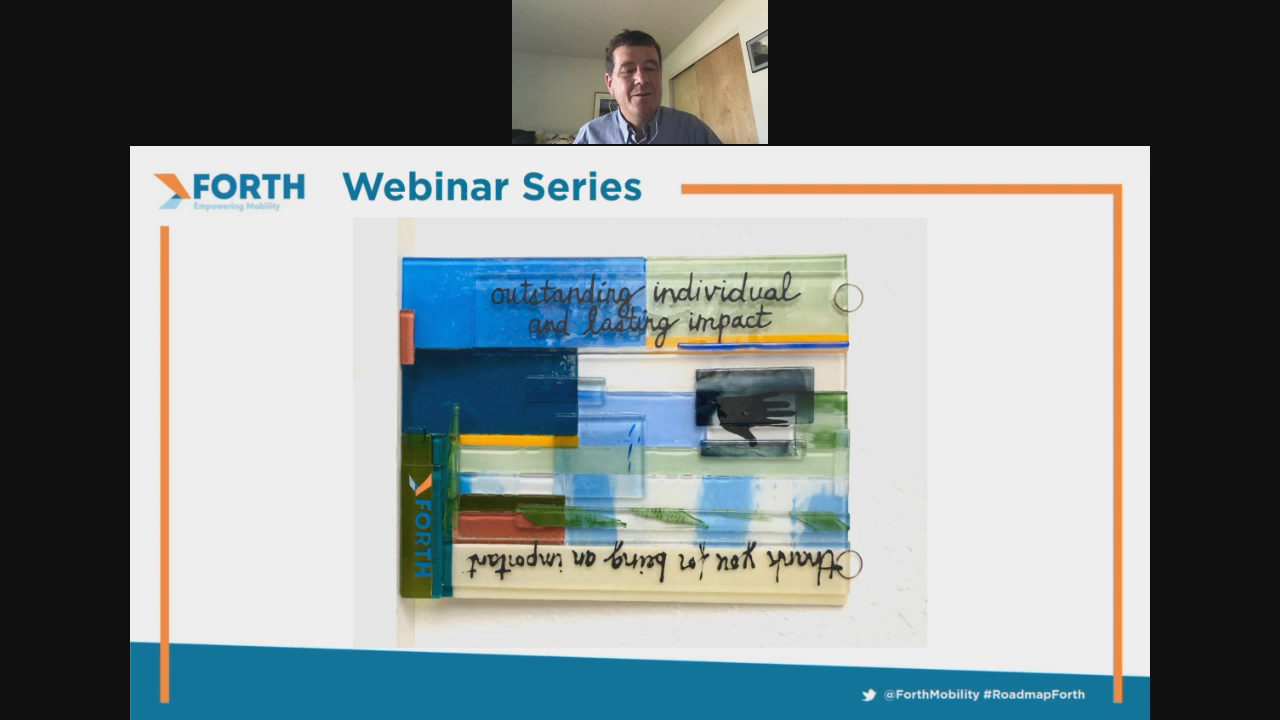 FORTH
Empowering Mobility
Webinar Series
outstanding individual
and lasting impact
FORTH
thank you for being an important
@ForthMobility #RoadmapForth